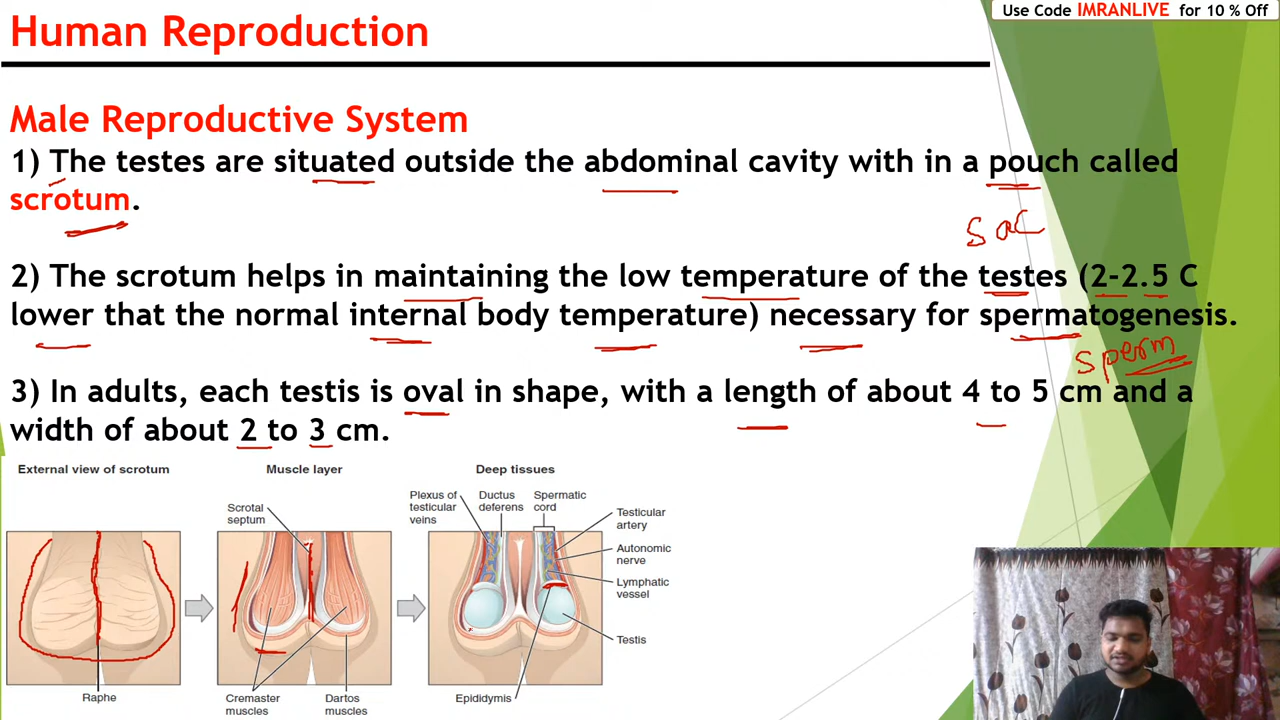 Use Code IMRANLIVE for 10 % Off
Human Reproduction
Male Reproductive System
1) The testes are situated outside the abdominal cavity with in a pouch called
scrotum.
sac
2) The scrotum helps in maintaining the low temperature of the testes (2-2.5 C
lower that the normal internal body temperature) necessary for spermatogenesis.
sperm
3) In adults, each testis is oval in shape, with a length of about 4 to 5 cm and a
width of about 2 to 3 cm.
External view of scrotum
Raphe
Muscle layer
Scrotal
septum
Cremaster
muscles
Dartos
muscles
Deep tissues
Plexus of
testicular
veins
Ductus
deferens
Spermatic
cord
Testicular
artery
Autonomic
nerve
Lymphatic
vessel
Testis
Epididymis